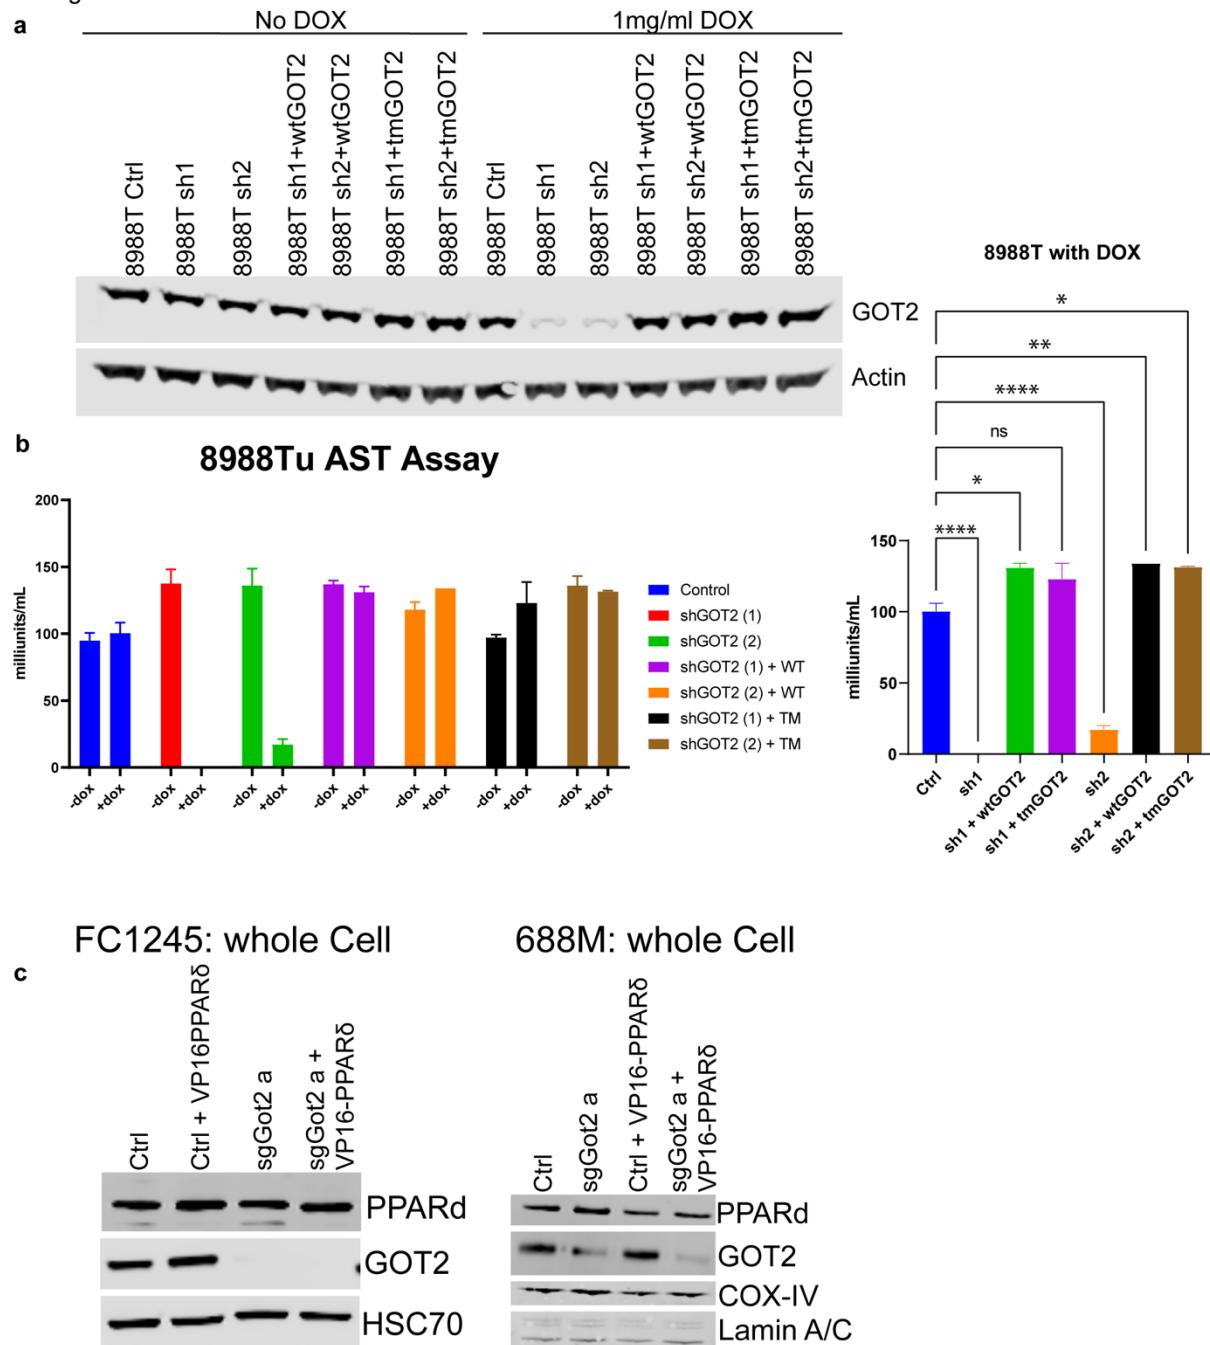 a
No DOX
1mg/ml DOX
8988T Ctrl
8988T sh1
8988T sh2
8988T sh1+wtGOT2
8988T sh2+wtGOT2
8988T sh1+tmGOT2
8988T sh2+tmGOT2
8988T Ctrl
8988T sh1
8988T sh2
8988T sh1+wtGOT2
8988T sh2+wtGOT2
8988T sh1+tmGOT2
8988T sh2+tmGOT2
GOT2
Actin
8988T with DOX
*
**
****
ns
*
****
150
100
50
0
milliunits/mL
Ctrl
sh1
sh1 + wtGOT2
sh1 + tmGOT2
sh2
sh2 + wtGOT2
sh2 + tmGOT2
b
8988Tu AST Assay
200
150
100
50
0
milliunits/mL
-dox
+dox
-dox
+dox
-dox
+dox
-dox
+dox
-dox
+dox
-dox
+dox
-dox
+dox
Control
shGOT2 (1)
shGOT2 (2)
shGOT2 (1) + WT
shGOT2 (2) + WT
shGOT2 (1) + TM
shGOT2 (2) + TM
c
FC1245: whole Cell
Ctrl
Ctrl + VP16PPARδ
sgGot2 a
sgGot2 a +
VP16-PPARδ
PPARd
GOT2
HSC70
688M: whole Cell
Ctrl
sgGot2 a
Ctrl + VP16-PPARδ
sgGot2 a +
VP16-PPARδ
PPARd
GOT2
COX-IV
Lamin A/C